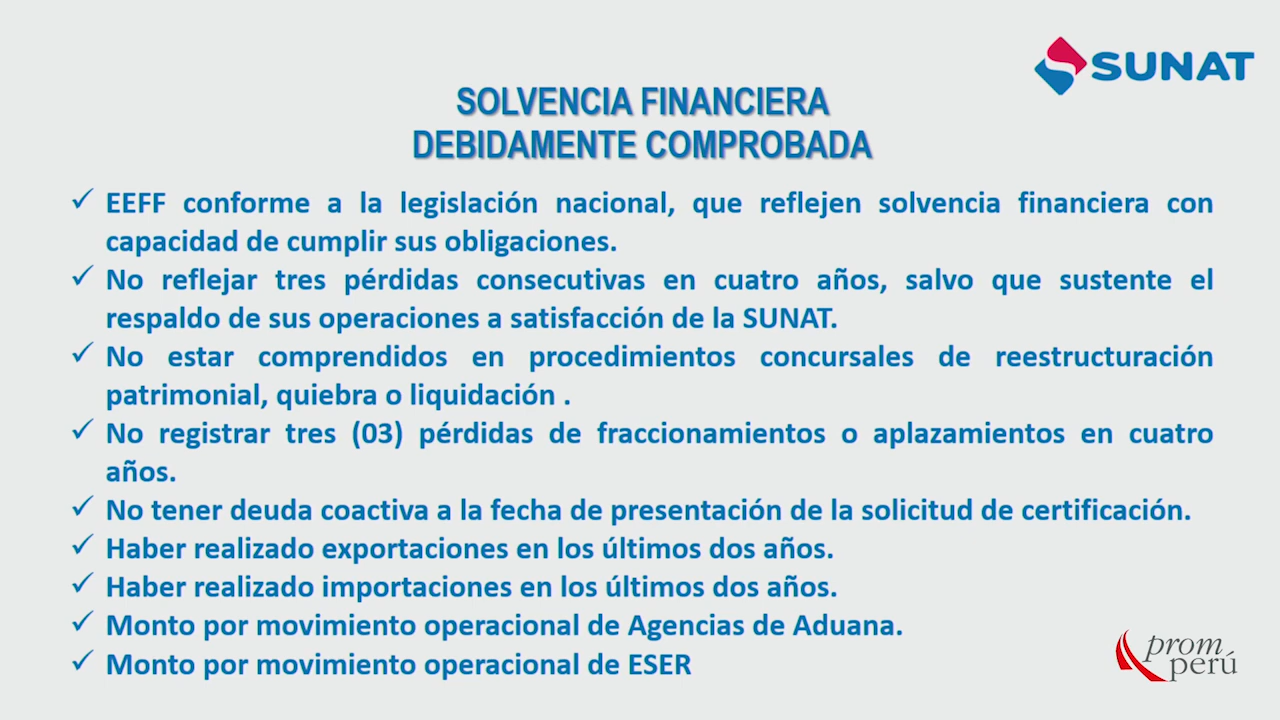 SUNAT
SOLVENCIA FINANCIERA
DEBIDAMENTE COMPROBADA
✓ EEFF conforme a la legislación nacional, que reflejen solvencia financiera con
capacidad de cumplir sus obligaciones.
✓ No reflejar tres pérdidas consecutivas en cuatro años, salvo que sustente el
respaldo de sus operaciones a satisfacción de la SUNAT.
✓ No estar comprendidos en procedimientos concursales de reestructuración
patrimonial, quiebra o liquidación .
✓ No registrar tres (03) pérdidas de fraccionamientos o aplazamientos en cuatro
años.
✓ No tener deuda coactiva a la fecha de presentación de la solicitud de certificación.
✓ Haber realizado exportaciones en los últimos dos años.
✓ Haber realizado importaciones en los últimos dos años.
✓ Monto por movimiento operacional de Agencias de Aduana.
✓ Monto por movimiento operacional de ESER
prom
perú